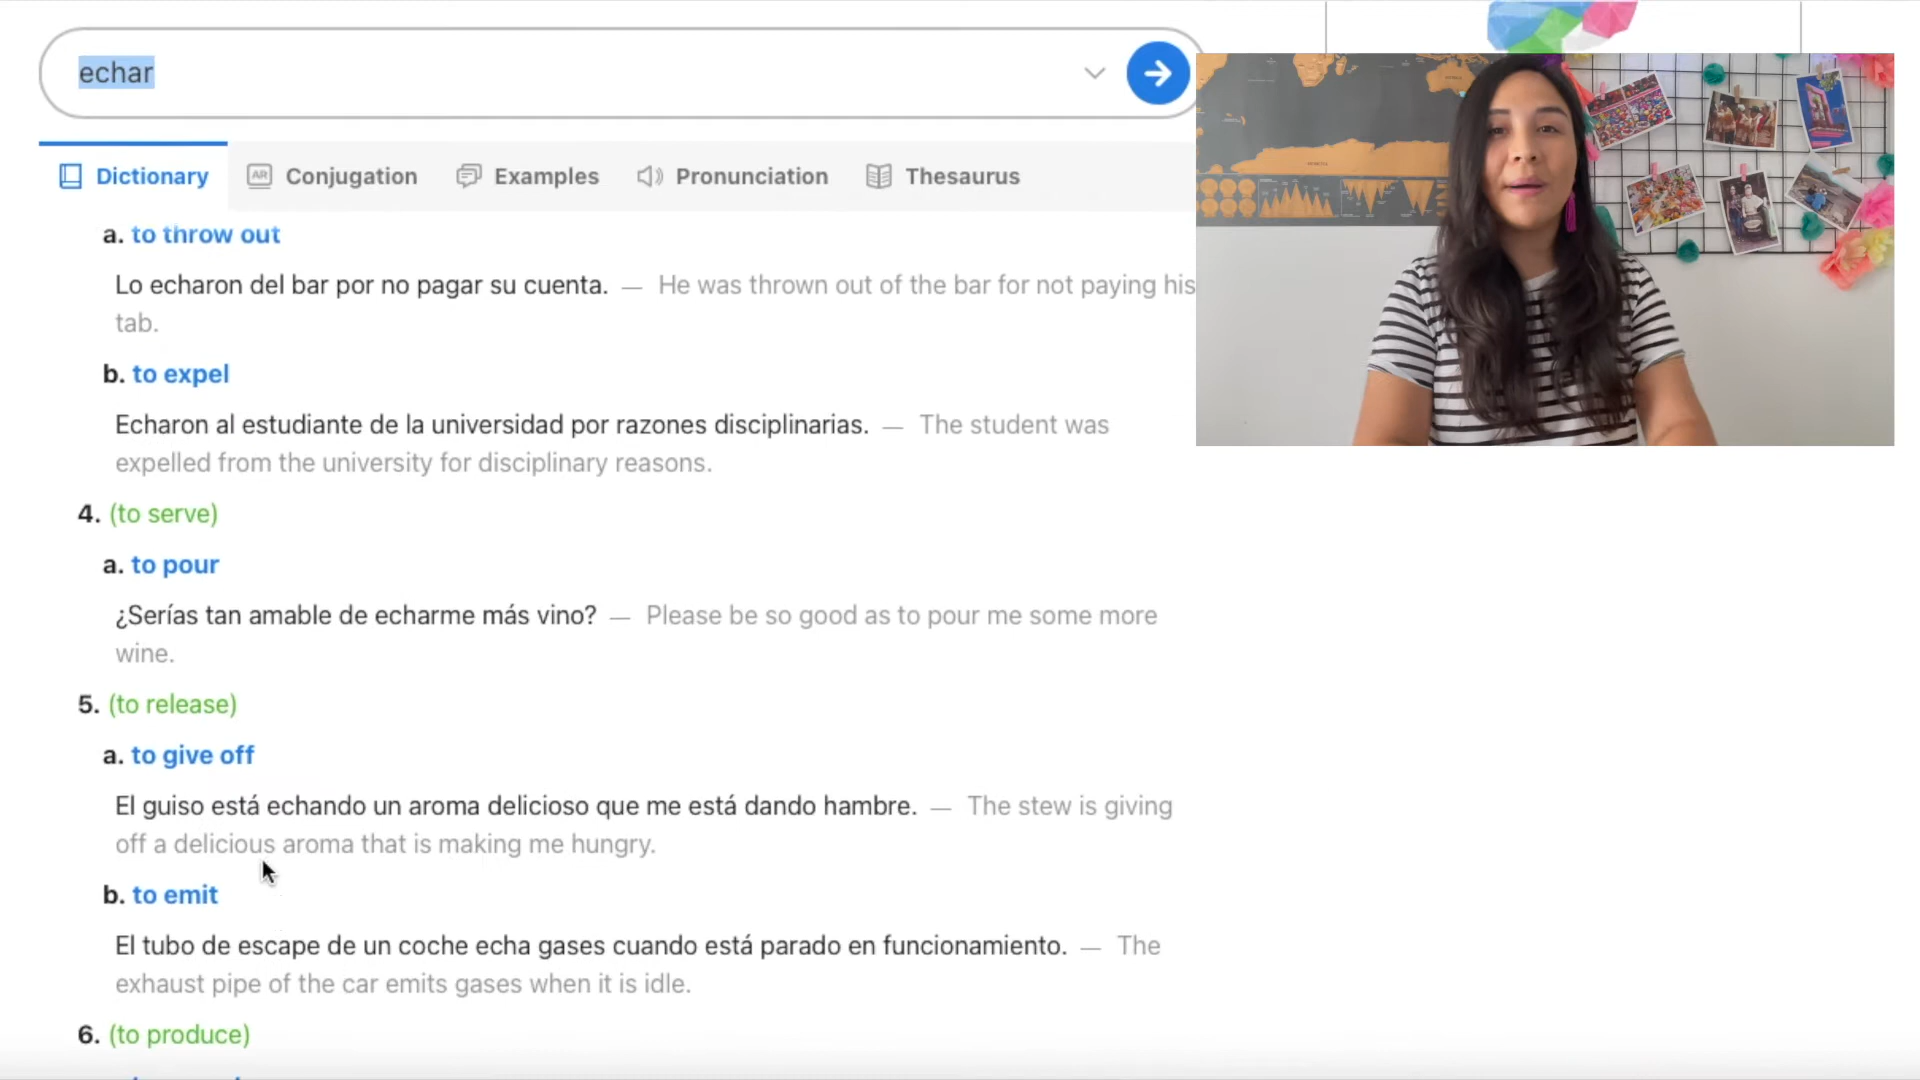 echar
Dictionary Conjugation Examples Pronunciation Thesaurus
a. to throw out
Lo echaron del bar por no pagar su cuenta. — He was thrown out of the bar for not paying his
tab.
b. to expel
Echaron al estudiante de la universidad por razones disciplinarias. — The student was
expelled from the university for disciplinary reasons.
4. (to serve)
a. to pour
¿Serías tan amable de echarme más vino? — Please be so good as to pour me some more
wine.
5. (to release)
a. to give off
El guiso está echando un aroma delicioso que me está dando hambre. — The stew is giving
off a delicious aroma that is making me hungry.
b. to emit
El tubo de escape de un coche echa gases cuando está parado en funcionamiento. — The
exhaust pipe of the car emits gases when it is idle.
6. (to produce)